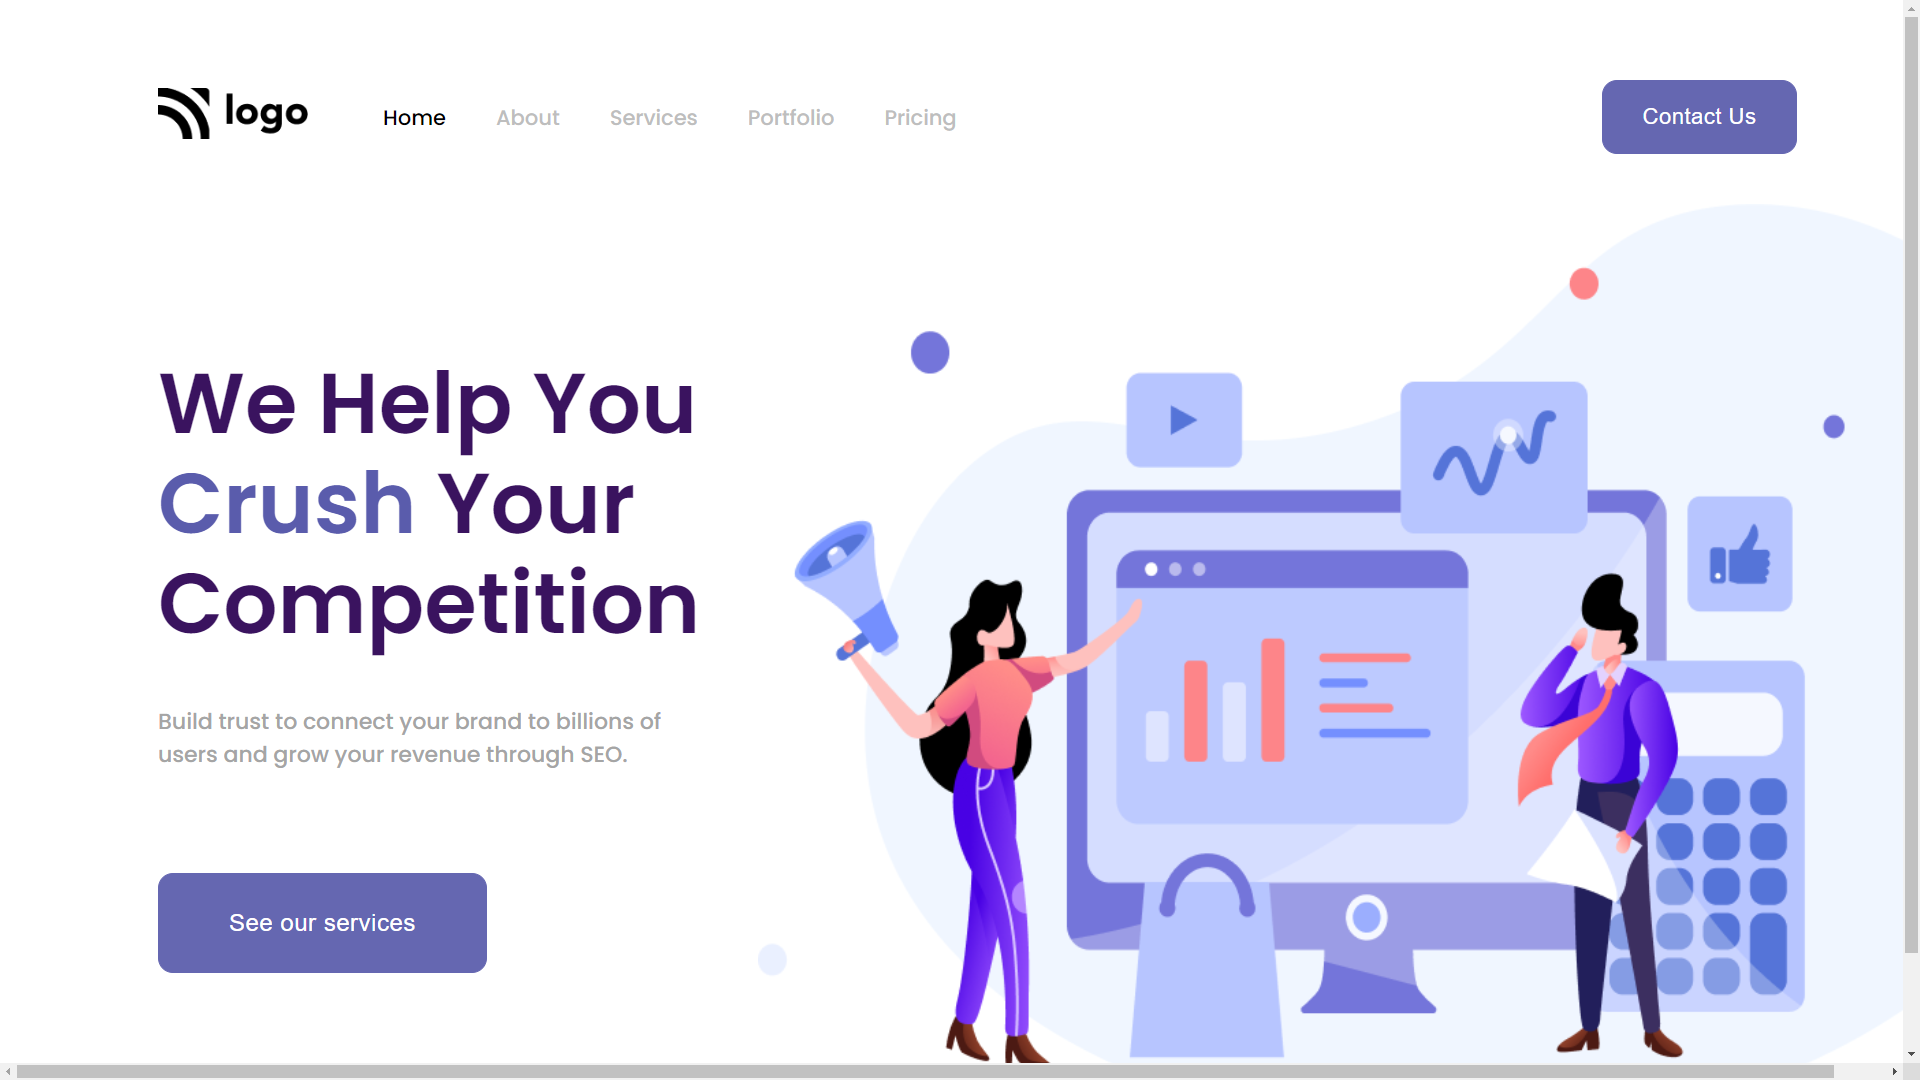 logo
Home About Services Portfolio Pricing
Contact Us
We Help You
Crush Your
Competition
Build trust to connect your brand to billions of
users and grow your revenue through SEO.
See our services